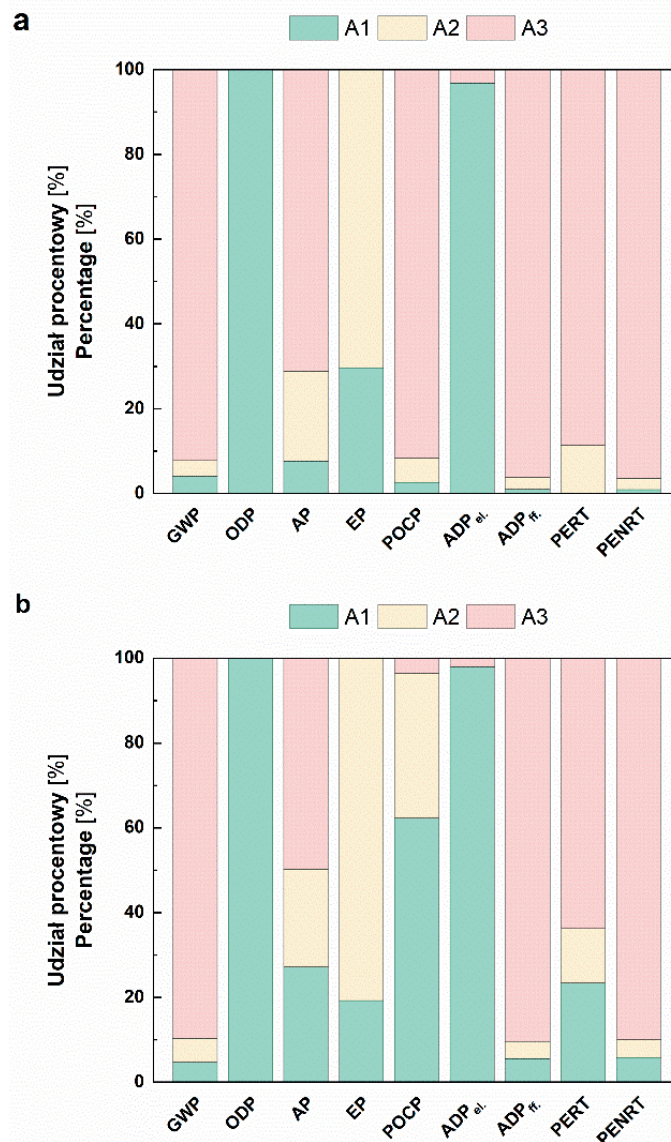 a
A1 A2 A3
Udział procentowy [%]
Percentage [%]
100
80
60
40
20
0
GWP ODP AP EP POCP ADP el. ADP ff. PERT PENRT
b
A1 A2 A3
Udział procentowy [%]
Percentage [%]
100
80
60
40
20
0
GWP ODP AP EP POCP ADP el. ADP ff. PERT PENRT